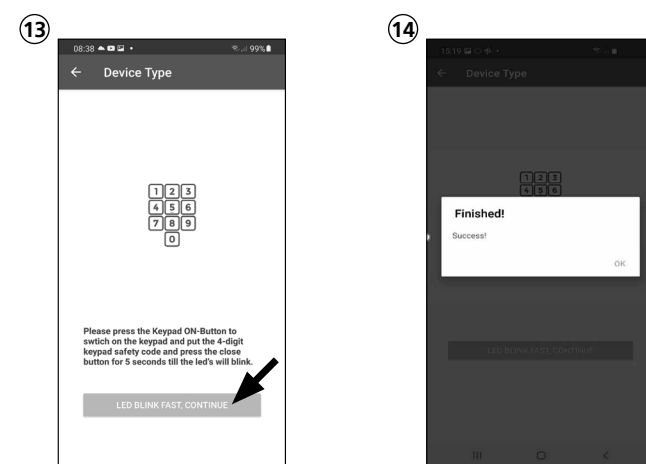 13
08:38 99%
← Device Type
1 2 3
4 5 6
7 8 9
0
Please press the Keypad ON-Button to
swtich on the keypad and put the 4-digit
keypad safety code and press the close
button for 5 seconds till the led's will blink.
LED BLINK FAST, CONTINUE
14
15:19
← Device Type
1 2 3
4 5 6
Finished!
Success!
OK
LED BLINK FAST, CONTINUE